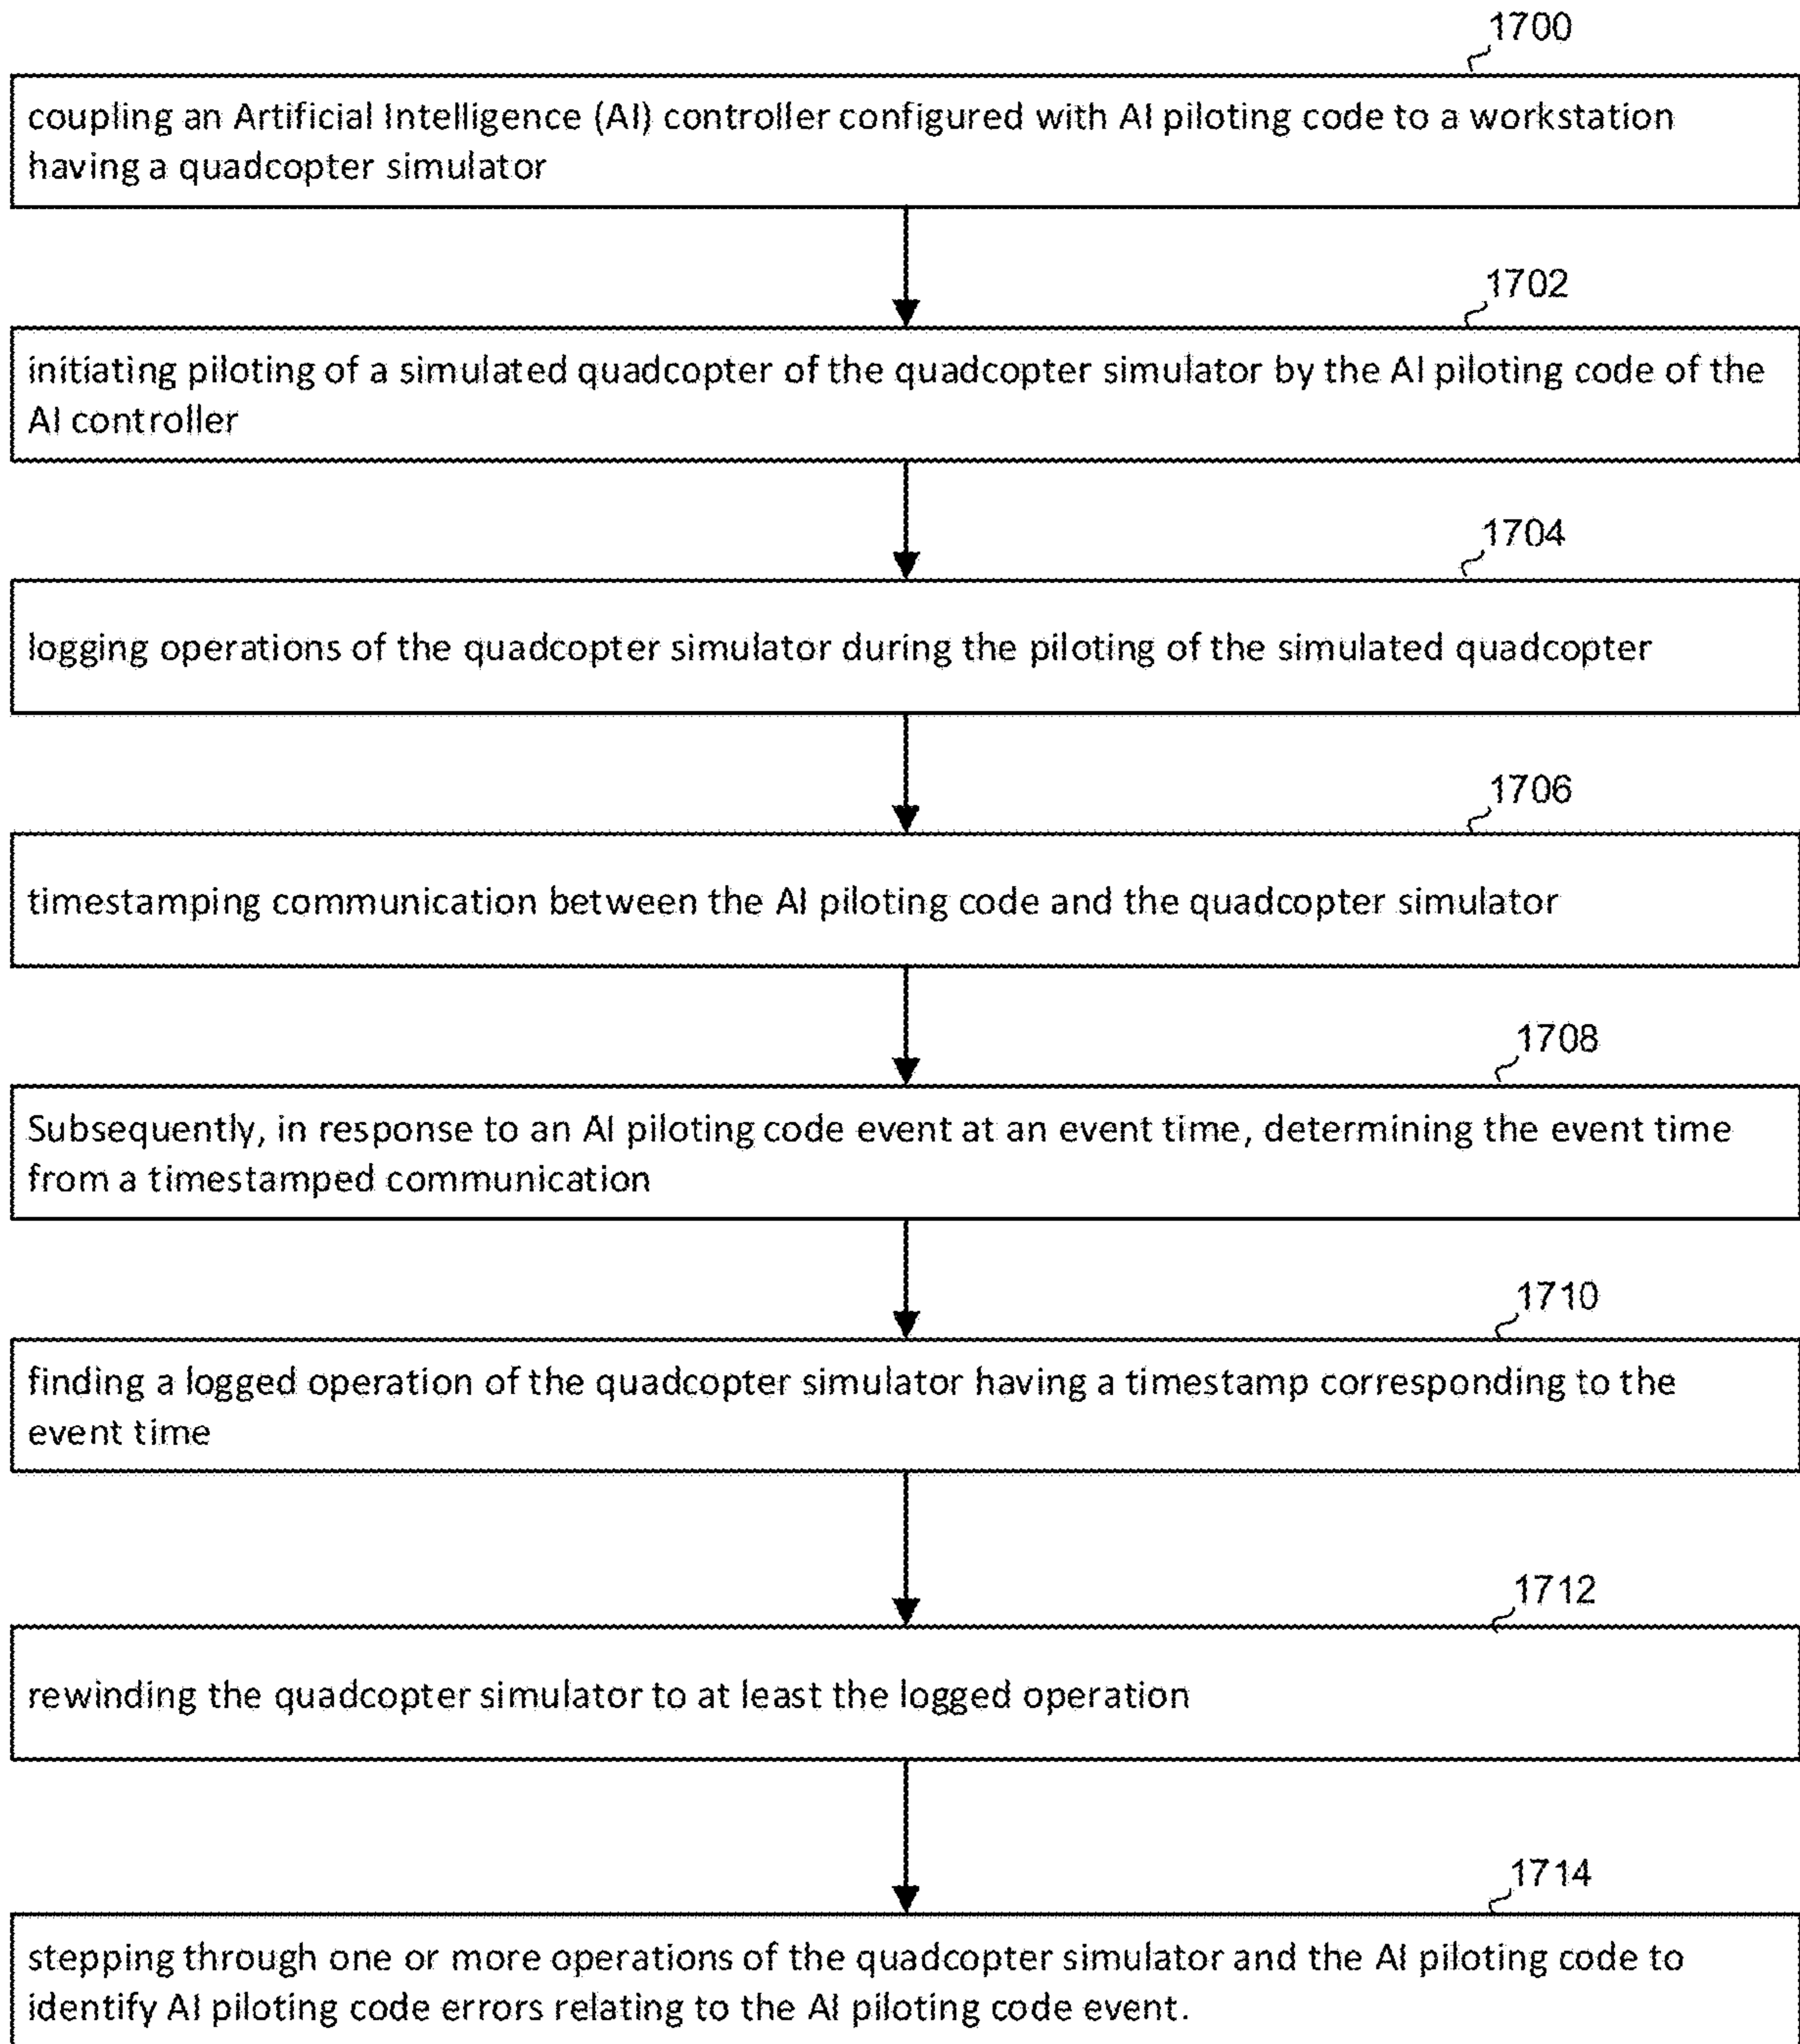 1700
coupling an Artificial Intelligence (AI) controller configured with AI piloting code to a workstation
having a quadcopter simulator
1702
initiating piloting of a simulated quadcopter of the quadcopter simulator by the AI piloting code of the
AI controller
1704
logging operations of the quadcopter simulator during the piloting of the simulated quadcopter
1706
timestamping communication between the AI piloting code and the quadcopter simulator
1708
Subsequently, in response to an AI piloting code event at an event time, determining the event time
from a timestamped communication
1710
finding a logged operation of the quadcopter simulator having a timestamp corresponding to the
event time
1712
rewinding the quadcopter simulator to at least the logged operation
1714
stepping through one or more operations of the quadcopter simulator and the AI piloting code to
identify AI piloting code errors relating to the AI piloting code event.